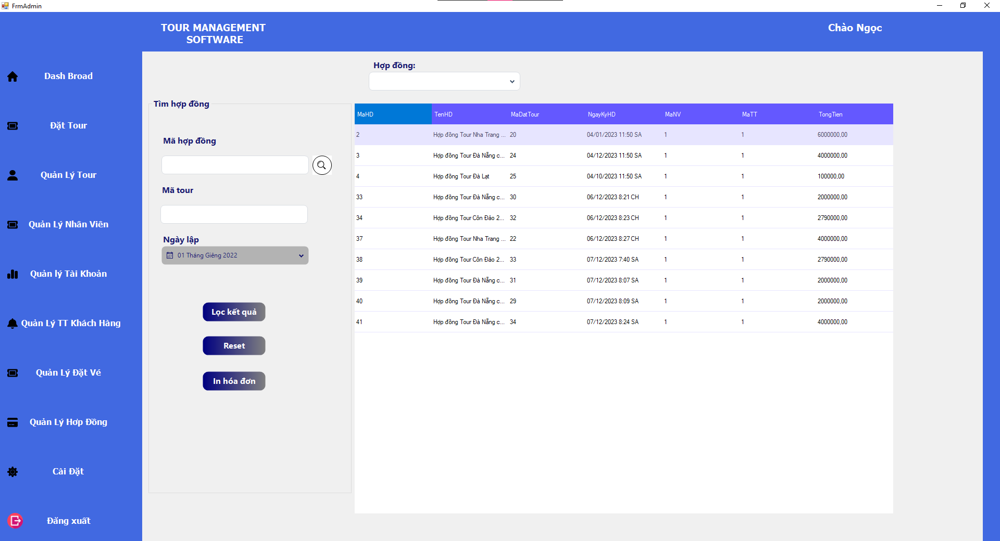 FrmAdmin
TOUR MANAGEMENT
SOFTWARE
Chào Ngọc
Dash Broad
Đặt Tour
Quản Lý Tour
Quản Lý Nhân Viên
Quản lý Tài Khoản
Quản Lý TT Khách Hàng
Quản Lý Đặt Vé
Quản Lý Hợp Đồng
Cài Đặt
Đăng xuất
Hợp đồng:
Tìm hợp đồng
Mã hợp đồng
Mã tour
Ngày lập
01 Tháng Giêng 2022
Lọc kết quả
Reset
In hóa đơn
MaHD TenHD MaDatTour NgayKyHD MaNV MaTT TongTien
2 Hợp đồng Tour Nha Trang ... 20 04/01/2023 11:50 SA 1 1 6000000,00
3 Hợp đồng Tour Đà Nẵng c... 24 04/12/2023 11:50 SA 1 1 4000000,00
4 Hợp đồng Tour Đà Lạt 25 04/10/2023 11:50 SA 1 1 100000,00
33 Hợp đồng Tour Đà Nẵng c... 30 06/12/2023 8:21 CH 1 1 2000000,00
34 Hợp đồng Tour Côn Đảo 2... 32 06/12/2023 8:23 CH 1 1 2790000,00
37 Hợp đồng Tour Nha Trang ... 22 06/12/2023 8:27 CH 1 1 4000000,00
38 Hợp đồng Tour Côn Đảo 2... 33 07/12/2023 7:40 SA 1 1 2790000,00
39 Hợp đồng Tour Đà Nẵng c... 31 07/12/2023 8:07 SA 1 1 2000000,00
40 Hợp đồng Tour Đà Nẵng c... 29 07/12/2023 8:09 SA 1 1 2000000,00
41 Hợp đồng Tour Đà Nẵng c... 34 07/12/2023 8:24 SA 1 1 4000000,00